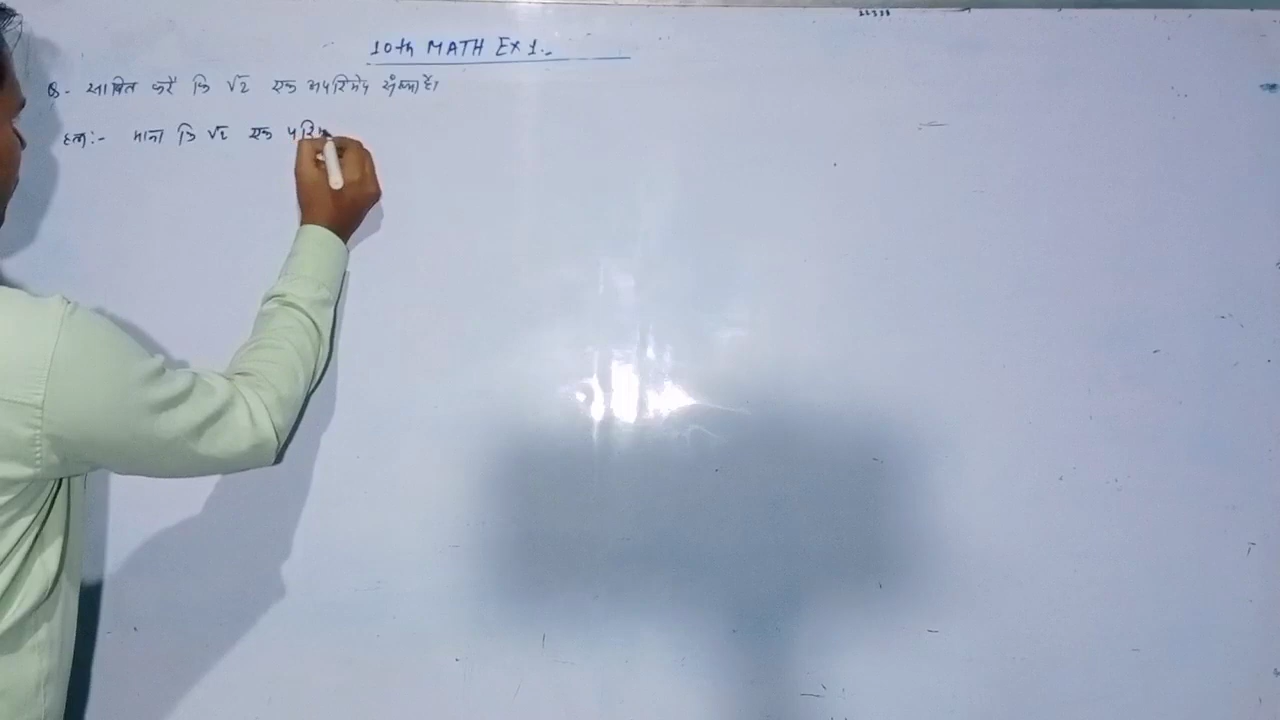 10th MATH EX 1.
Q.- साबित करें कि √2 एक अपरिमेय संख्या है।
हल:- माना कि √2 एक परिम